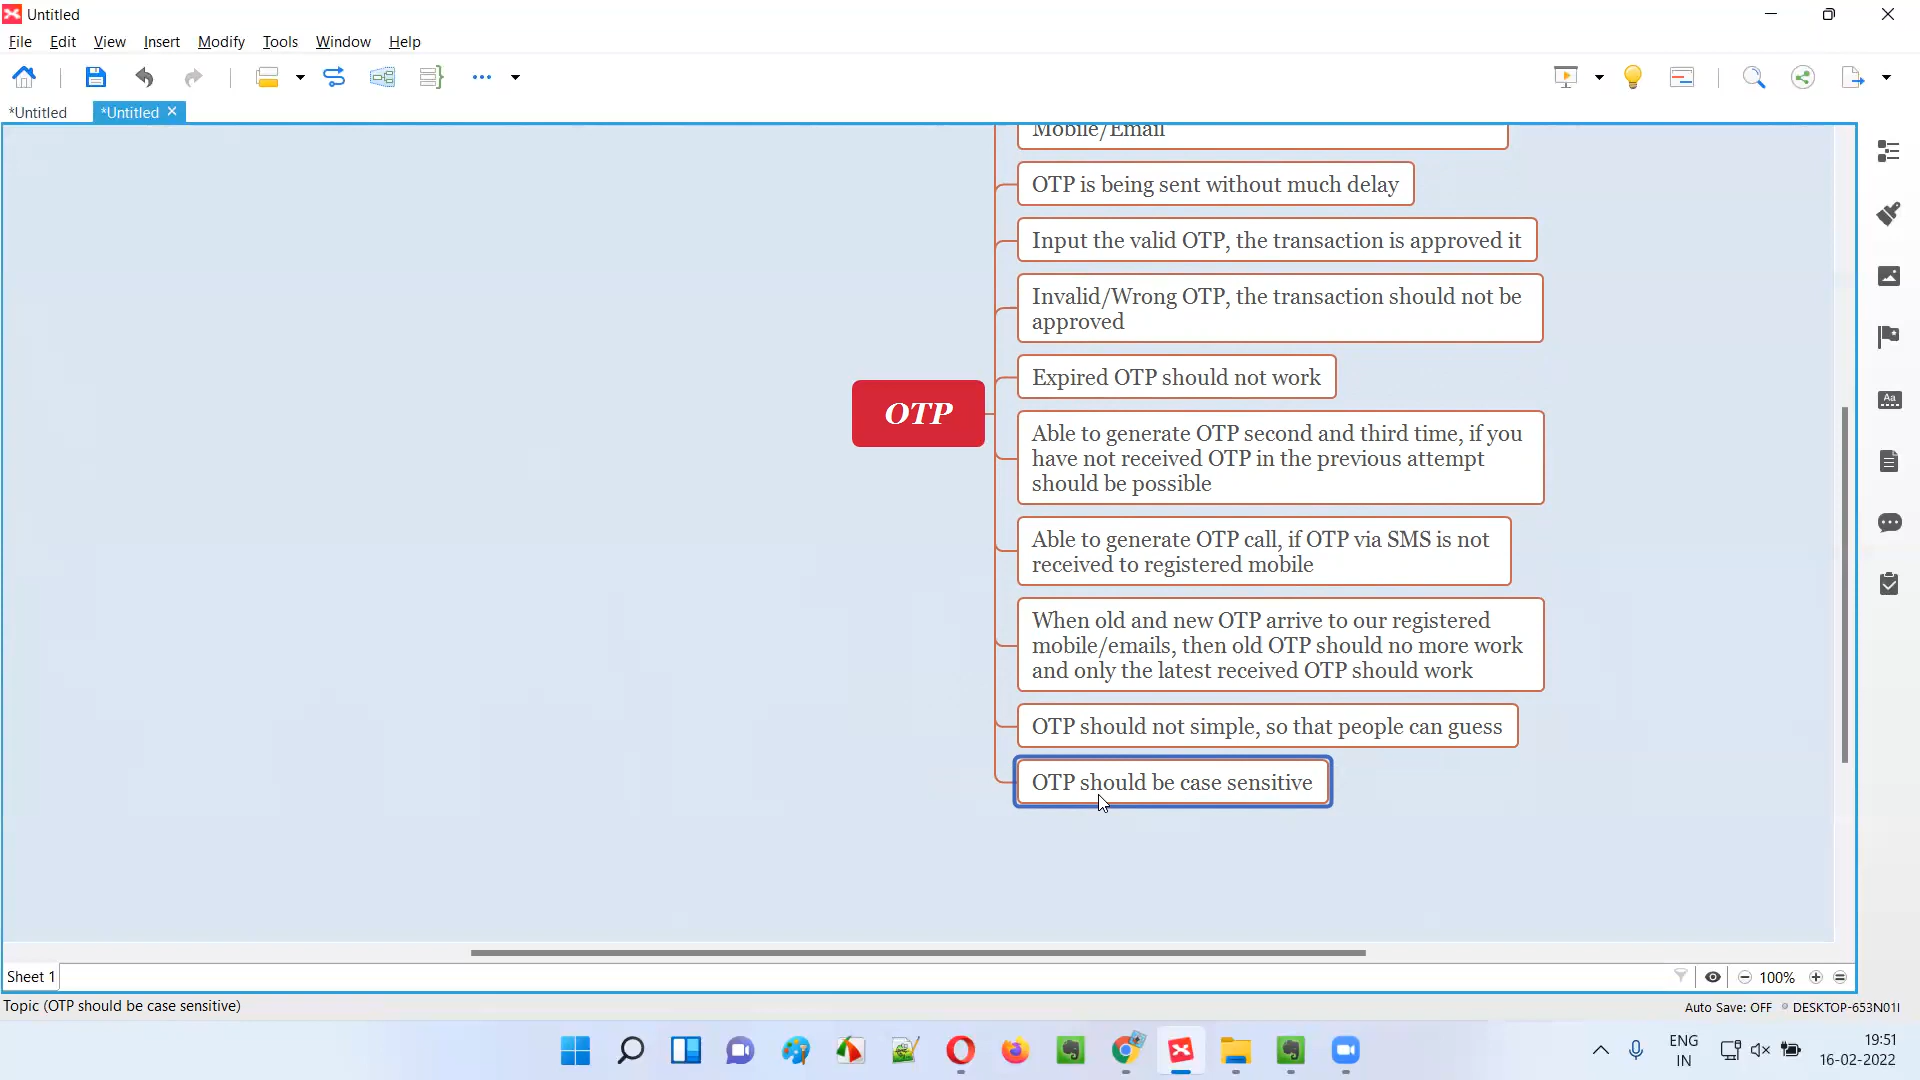 Untitled
File Edit View Insert Modify Tools Window Help
*Untitled *Untitled
Mobile/Email
OTP is being sent without much delay
Input the valid OTP, the transaction is approved it
Invalid/Wrong OTP, the transaction should not be
approved
Expired OTP should not work
OTP
Able to generate OTP second and third time, if you
have not received OTP in the previous attempt
should be possible
Able to generate OTP call, if OTP via SMS is not
received to registered mobile
When old and new OTP arrive to our registered
mobile/emails, then old OTP should no more work
and only the latest received OTP should work
OTP should not simple, so that people can guess
OTP should be case sensitive
Aa
Sheet 1
100%
Topic (OTP should be case sensitive)
Auto Save: OFF DESKTOP-653N01I
ENG
IN
19:51
16-02-2022